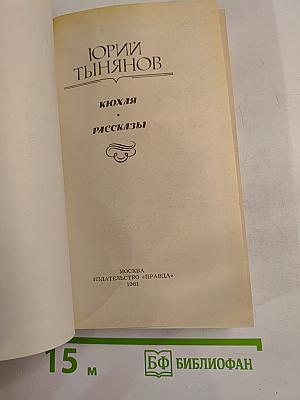 ЮРИЙ
ТЫНЯНОВ
КЮХЛЯ
•
РАССКАЗЫ
МОСКВА
ИЗДАТЕЛЬСТВО «ПРАВДА»
1981
15 м
БФ БИБЛИОФАН